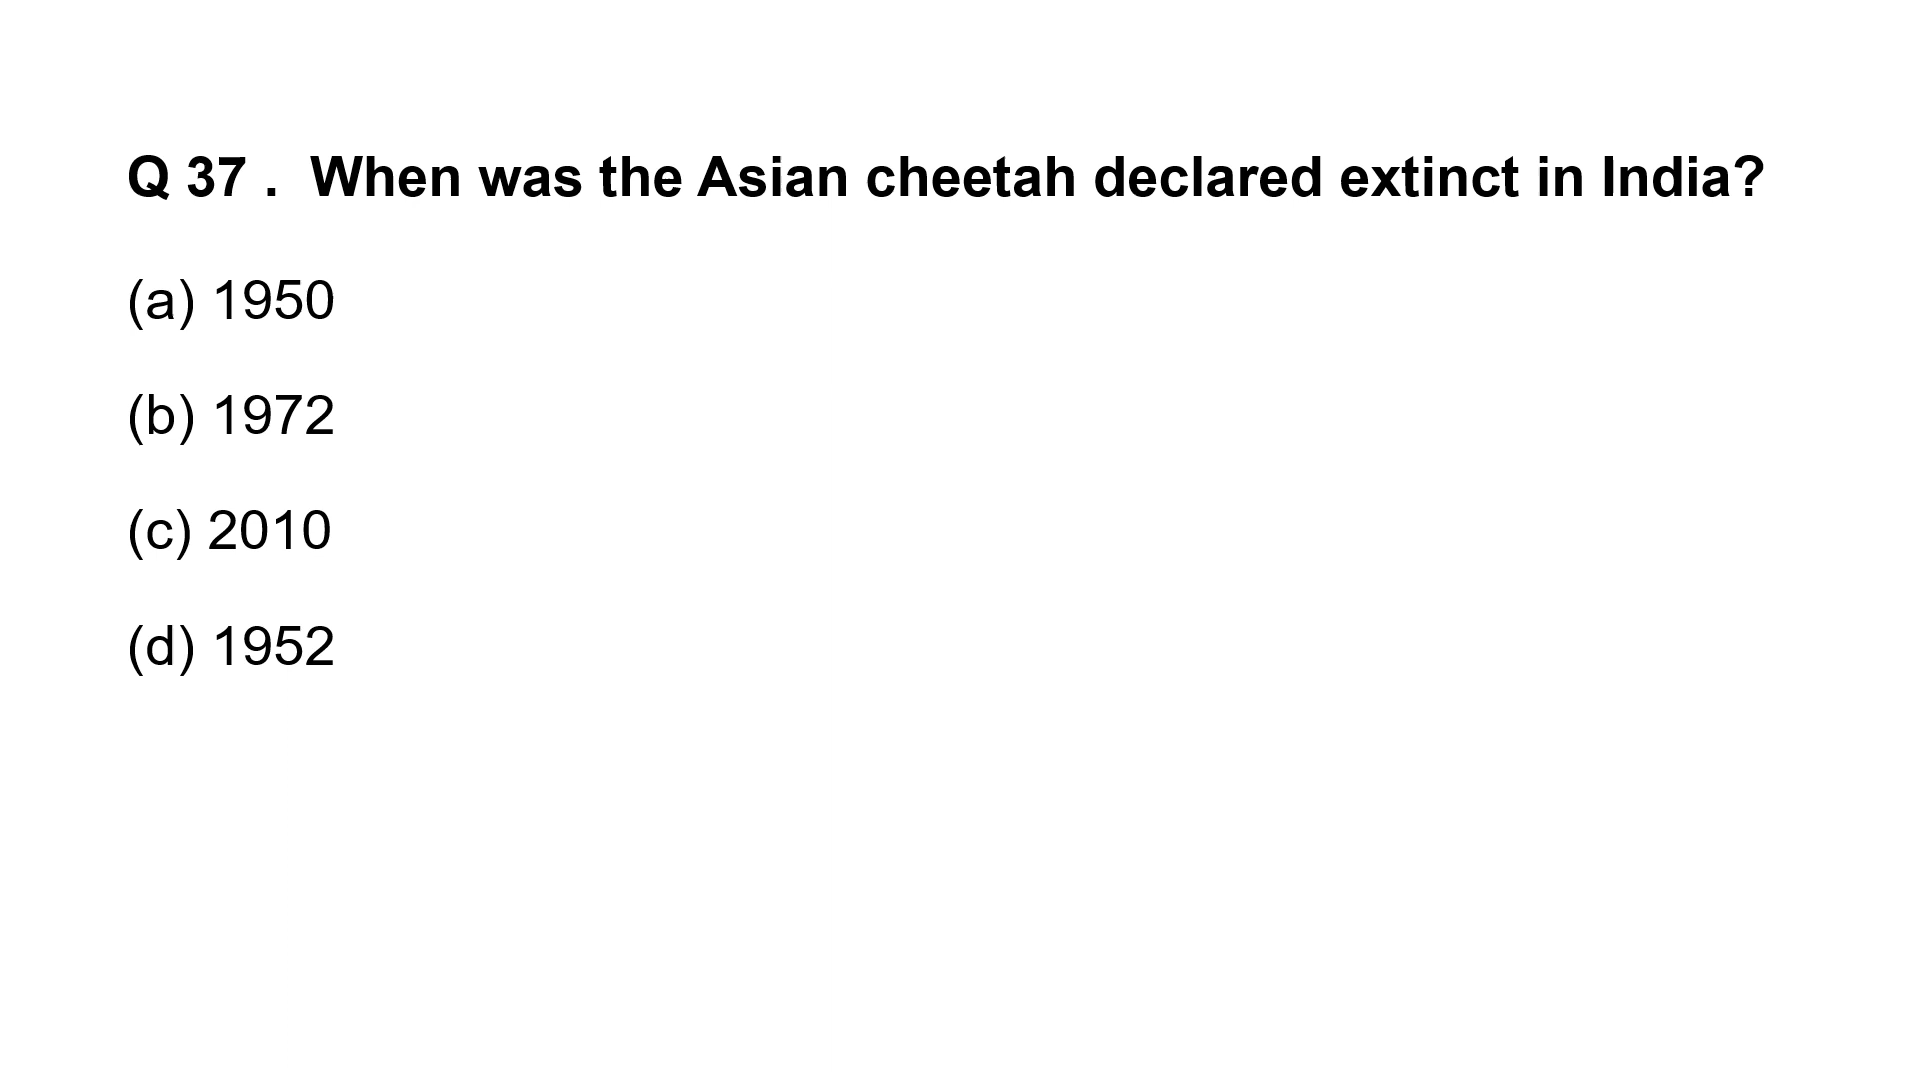 Q 37 .  When was the Asian cheetah declared extinct in India?
(a) 1950
(b) 1972
(c) 2010
(d) 1952